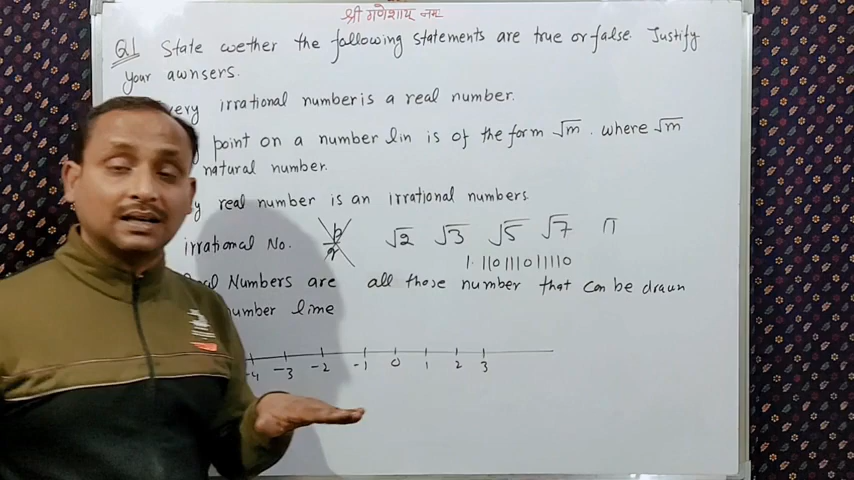 श्री गणेशाय नमः
Q1 State wether the following statements are true or false. Justify
your awnsers.
very irrational number is a real number.
point on a number lin is of the form √m . where √m
natural number.
y real number is an irrational numbers.
irrational No. p/q √2 √3 √5 √7 π
1.11011101111 0
Real Numbers are all those number that can be drawn
number line
-4 -3 -2 -1 0 1 2 3